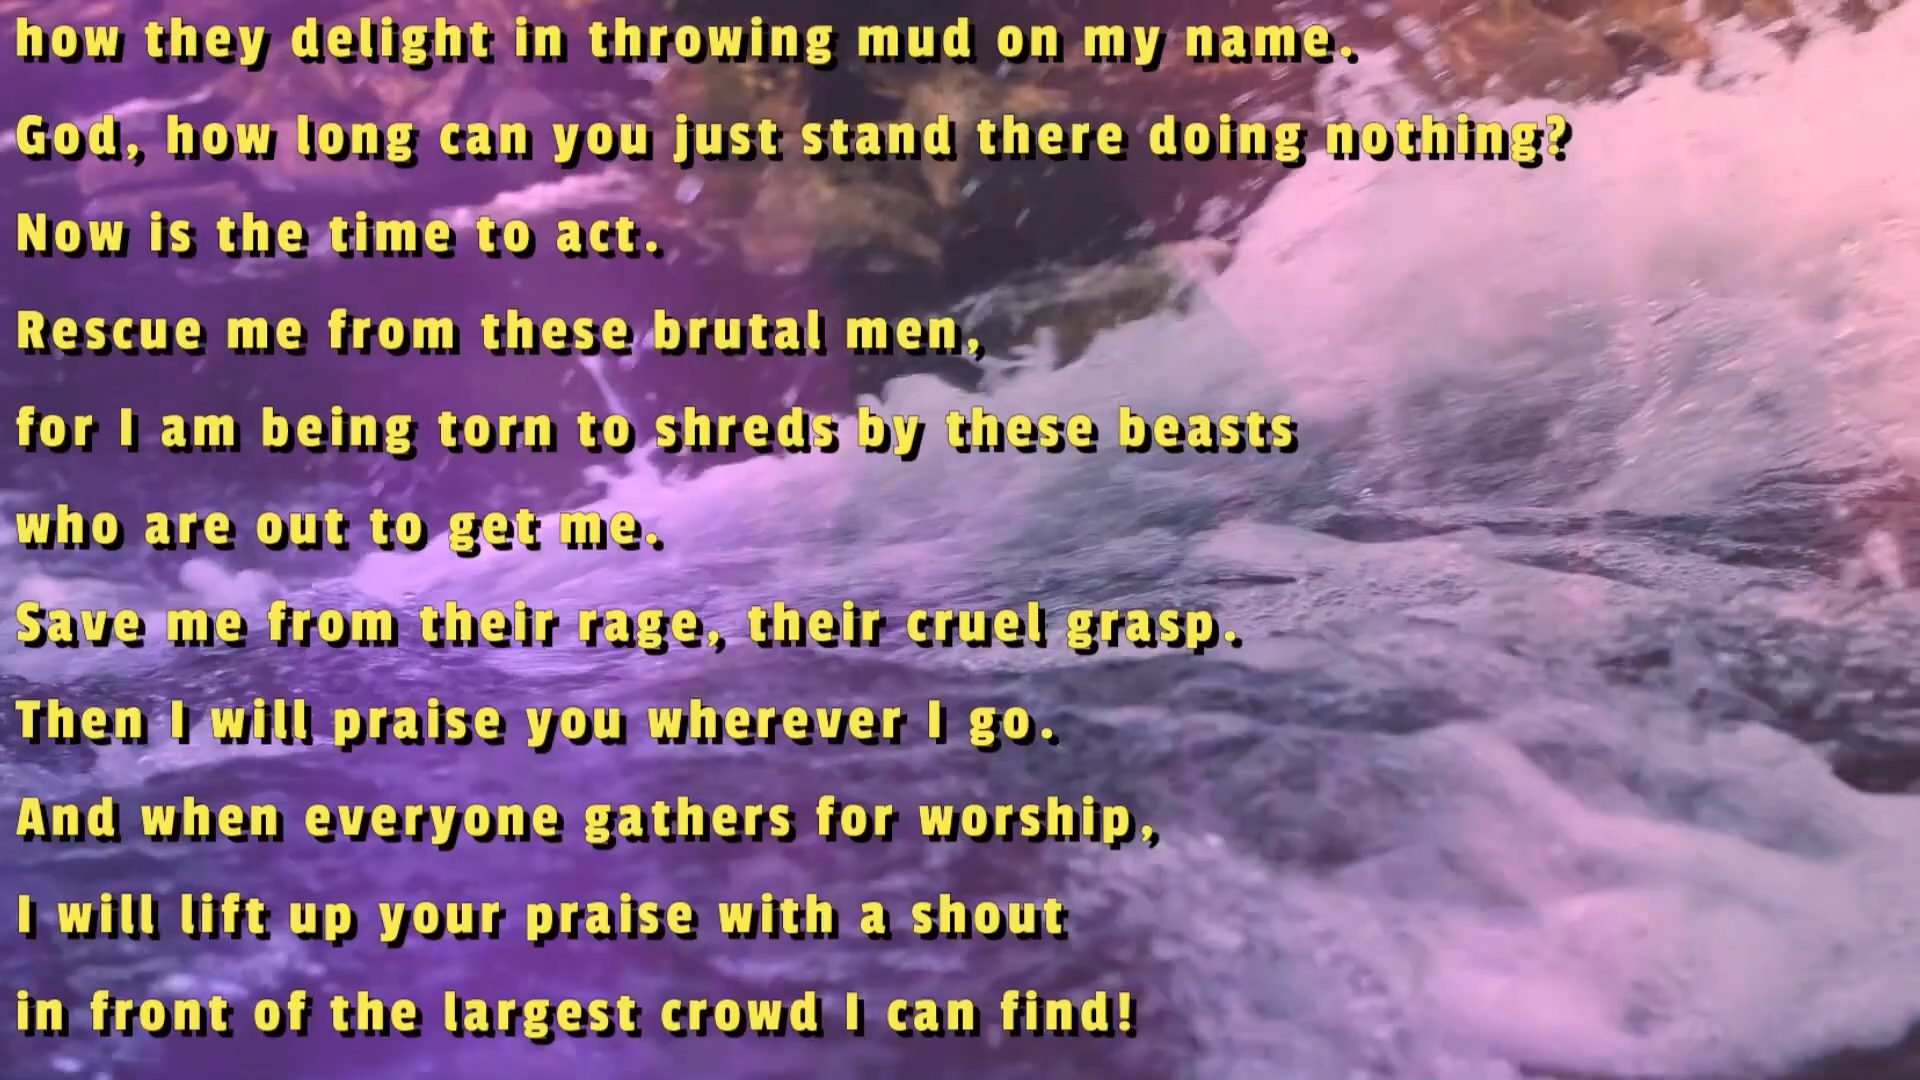 how they delight in throwing mud on my name.
God, how long can you just stand there doing nothing?
Now is the time to act.
Rescue me from these brutal men,
for I am being torn to shreds by these beasts
who are out to get me.
Save me from their rage, their cruel grasp.
Then I will praise you wherever I go.
And when everyone gathers for worship,
I will lift up your praise with a shout
in front of the largest crowd I can find!